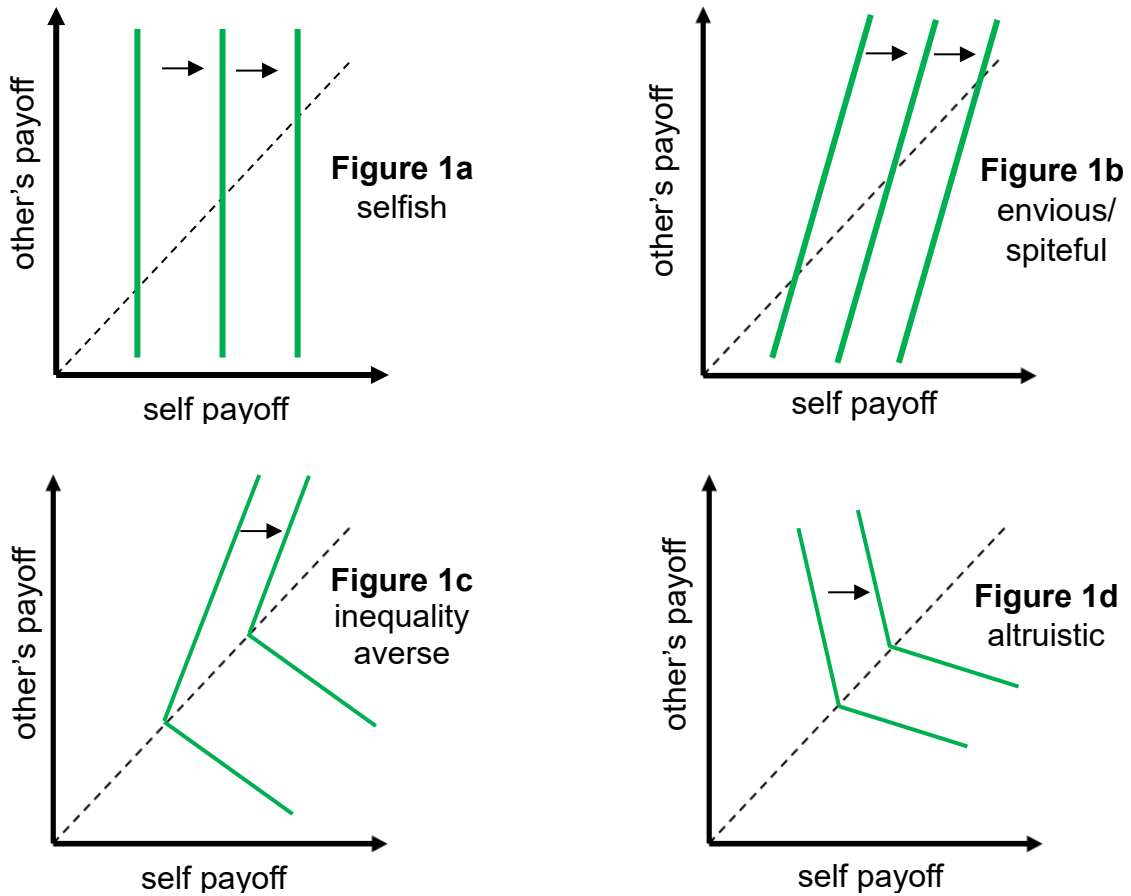 other's payoff
Figure 1a
selfish
self payoff
other's payoff
Figure 1b
envious/
spiteful
self payoff
other's payoff
Figure 1c
inequality
averse
self payoff
other's payoff
Figure 1d
altruistic
self payoff